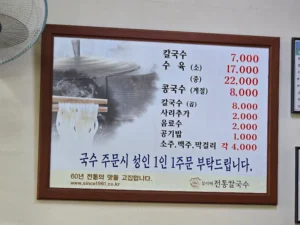 칼국수 7,000
수육 (소) 17,000
(중) 22,000
콩국수 (계절) 8,000
칼국수 (곱) 8,000
사리추가 2,000
음료수 2,000
공기밥 1,000
소주,맥주,막걸리 각 4,000
국수 주문시 성인 1인 1주문 부탁드립니다.
60년 전통의 맛을 고집합니다.
www.since1961.co.kr
전통칼국수